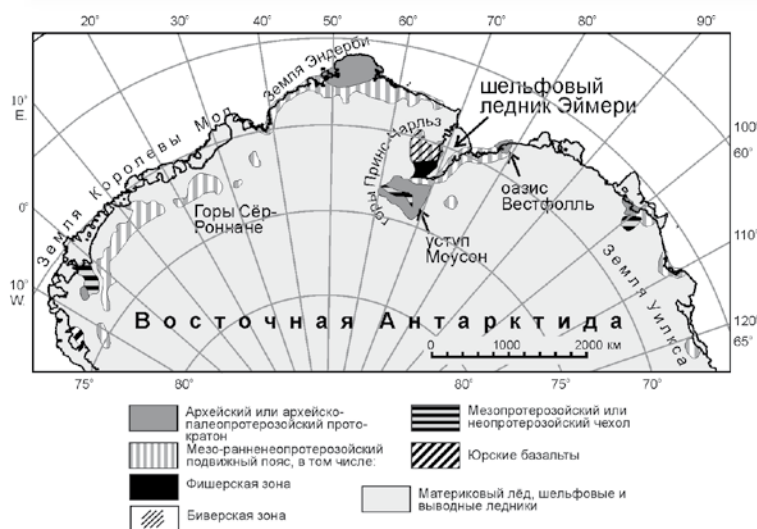 20° 30° 40° 50° 60° 70° 80° 90°
Земля Эндерби
шельфовый
ледник Эймери
10°
E.
Земля Королевы Мод
горы Принс-Чарльз
100°
60°
оазис
Вестфолль
0°
Горы Сёр-
Роннане
уступ
Моусон
110°
Земля Уилкса
10°
W.
Восточная Антарктида
0 1000 2000 км
120°
65°
75° 80° 80° 75° 70°
Архейский или архейско-
палеопротерозойский прото-
кратон
Мезо-ранненеопротерозойский
подвижный пояс, в том числе:
Фишерская зона
Биверская зона
Мезопротерозойский или
неопротерозойский чехол
Юрские базальты
Материковый лёд, шельфовые и
выводные ледники